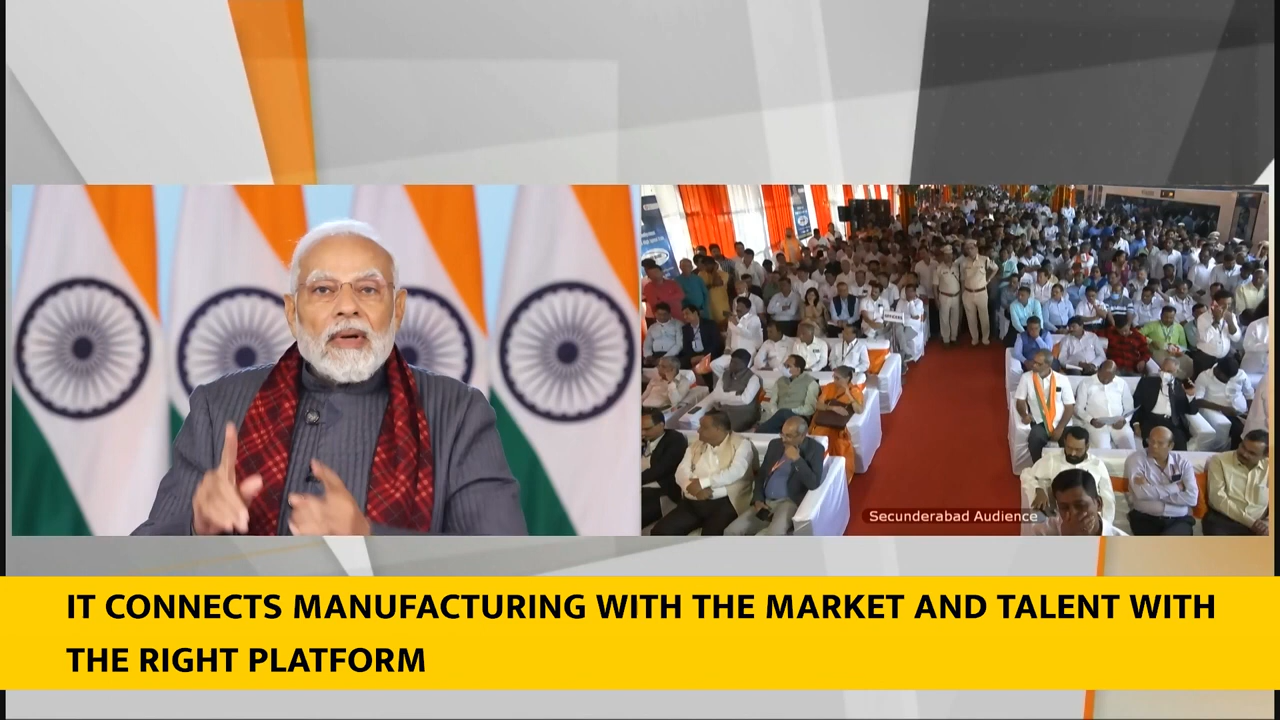 Secunderabad Audience
IT CONNECTS MANUFACTURING WITH THE MARKET AND TALENT WITH
THE RIGHT PLATFORM